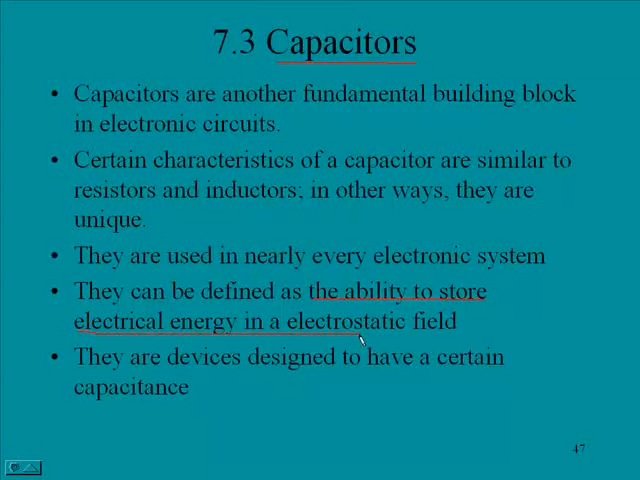 7.3 Capacitors
• Capacitors are another fundamental building block
in electronic circuits.
• Certain characteristics of a capacitor are similar to
resistors and inductors; in other ways, they are
unique.
• They are used in nearly every electronic system
• They can be defined as the ability to store
electrical energy in a electrostatic field
• They are devices designed to have a certain
capacitance
47